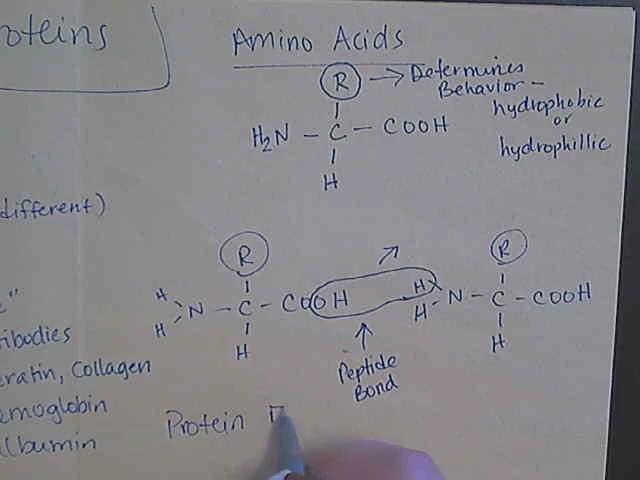 oteins
Amino Acids
R → Determines
Behavior -
hydrophobic
or
hydrophillic
H2N - C - COOH
H
different)
R R
H H
N - C - COOH N - C - COOH
H H
H H
"
tibodies
eratin, Collagen
emoglobin
lbumin
Peptide
Bond
Protein